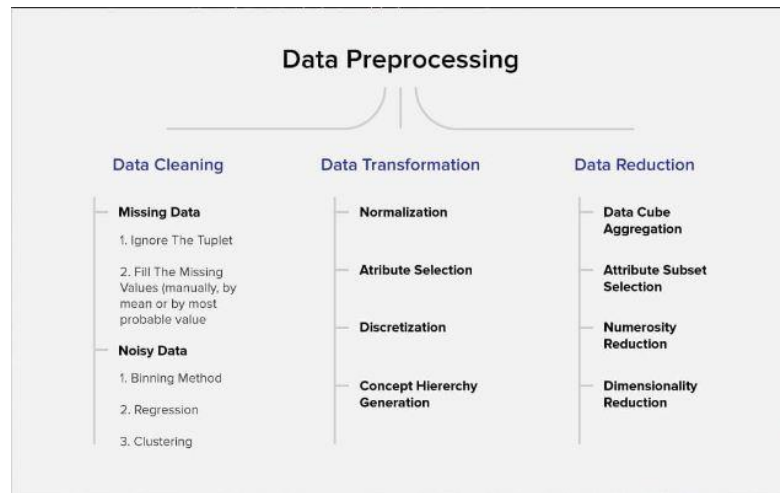 Data Preprocessing
Data Cleaning
Missing Data
1. Ignore The Tuplet
2. Fill The Missing
Values (manually, by
mean or by most
probable value
Noisy Data
1. Binning Method
2. Regression
3. Clustering
Data Transformation
Normalization
Atribute Selection
Discretization
Concept Hiererchy
Generation
Data Reduction
Data Cube
Aggregation
Attribute Subset
Selection
Numerosity
Reduction
Dimensionality
Reduction